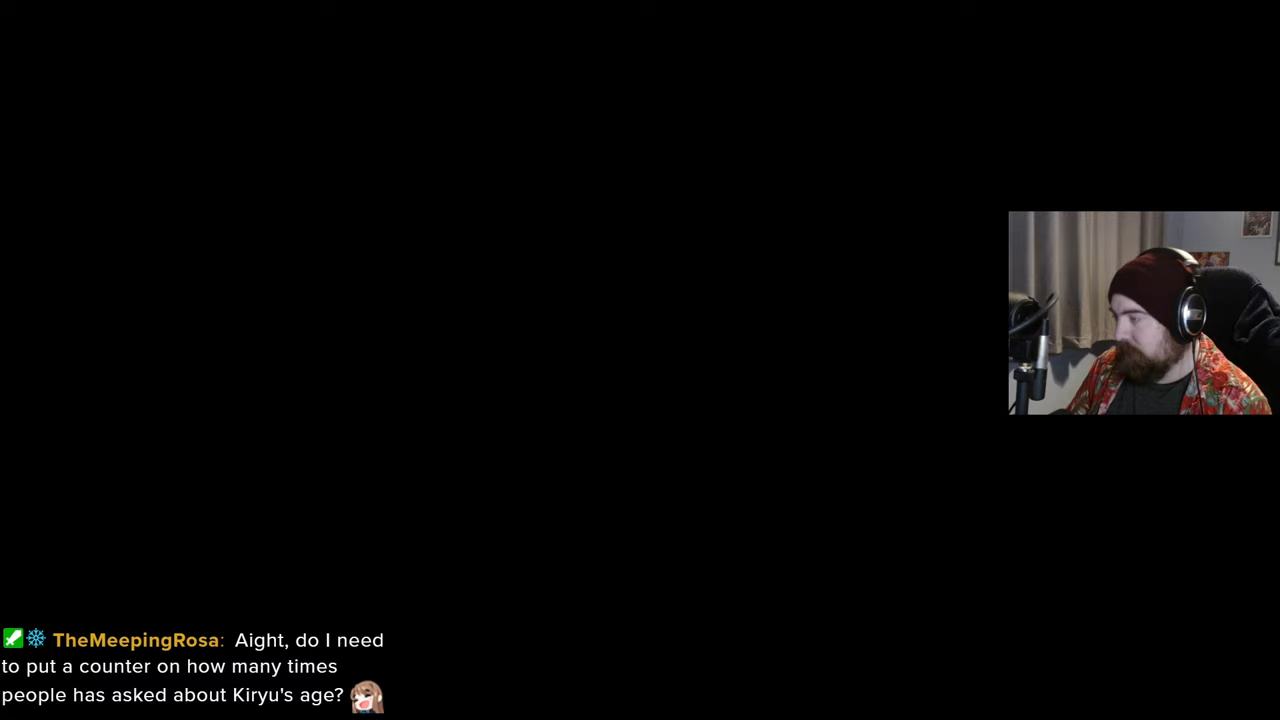 TheMeepingRosa: Aight, do I need
to put a counter on how many times
people has asked about Kiryu's age?